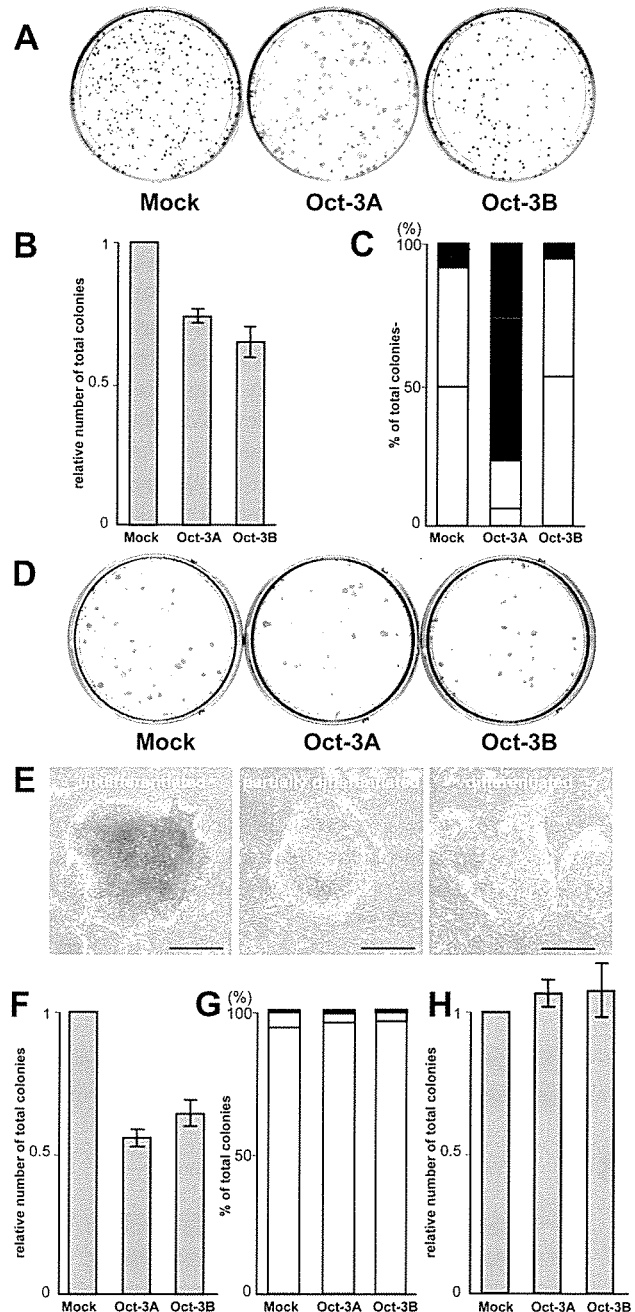 A
Mock Oct-3A Oct-3B
B
relative number of total colonies
1
0.5
0
Mock Oct-3A Oct-3B
C
(%)
% of total colonies-
100
50
0
Mock Oct-3A Oct-3B
D
Mock Oct-3A Oct-3B
E
undifferentiated partially differentiated differentiated
F
relative number of total colonies
1
0.5
0
Mock Oct-3A Oct-3B
G
(%)
% of total colonies
100
50
0
Mock Oct-3A Oct-3B
H
relative number of total colonies
1
0.5
0
Mock Oct-3A Oct-3B